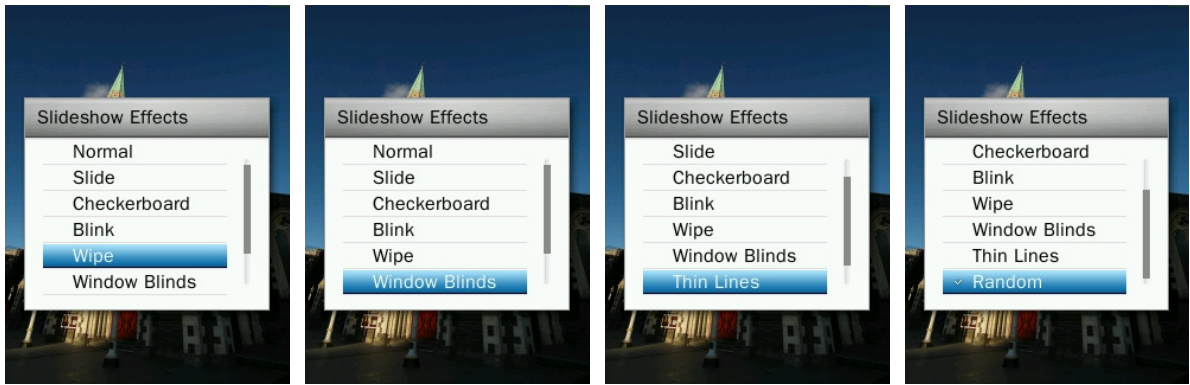 Slideshow Effects
Normal
Slide
Checkerboard
Blink
Wipe
Window Blinds
Slideshow Effects
Normal
Slide
Checkerboard
Blink
Wipe
Window Blinds
Slideshow Effects
Slide
Checkerboard
Blink
Wipe
Window Blinds
Thin Lines
Slideshow Effects
Checkerboard
Blink
Wipe
Window Blinds
Thin Lines
Random